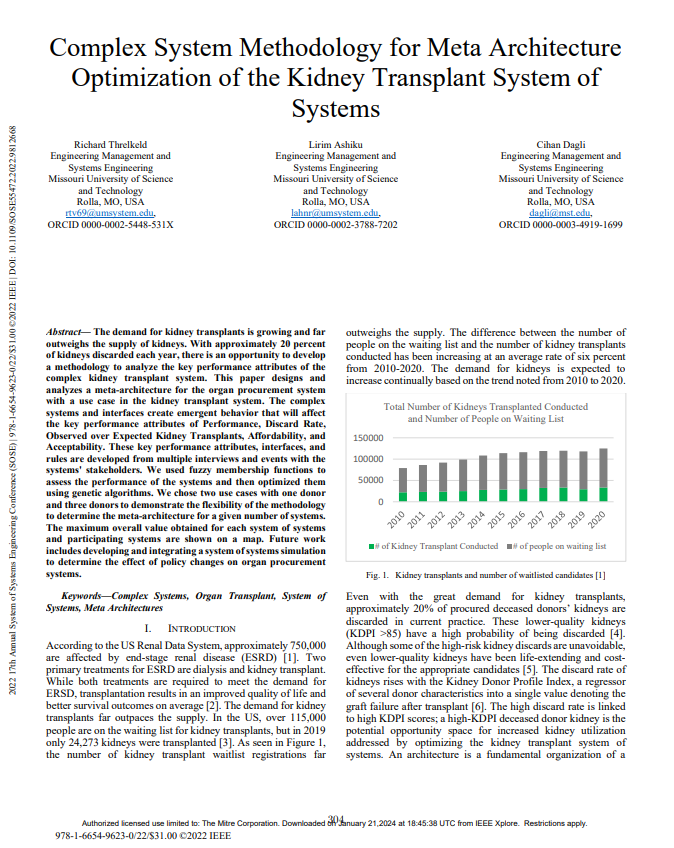 Complex System Methodology for Meta Architecture
Optimization of the Kidney Transplant System of
Systems
Richard Threlkeld
Engineering Management and
Systems Engineering
Missouri University of Science
and Technology
Rolla, MO, USA
rtv69@umsystem.edu,
ORCID 0000-0002-5448-531X
Lirim Ashiku
Engineering Management and
Systems Engineering
Missouri University of Science
and Technology
Rolla, MO, USA
lahnr@umsystem.edu,
ORCID 0000-0002-3788-7202
Cihan Dagli
Engineering Management and
Systems Engineering
Missouri University of Science
and Technology
Rolla, MO, USA
dagli@mst.edu,
ORCID 0000-0003-4919-1699
2022 17th Annual System of Systems Engineering Conference (SOSE) | 978-1-6654-9623-0/22/$31.00 ©2022 IEEE | DOI: 10.1109/SOSE55472.2022.9812668
Abstract— The demand for kidney transplants is growing and far
outweighs the supply of kidneys. With approximately 20 percent
of kidneys discarded each year, there is an opportunity to develop
a methodology to analyze the key performance attributes of the
complex kidney transplant system. This paper designs and
analyzes a meta-architecture for the organ procurement system
with a use case in the kidney transplant system. The complex
systems and interfaces create emergent behavior that will affect
the key performance attributes of Performance, Discard Rate,
Observed over Expected Kidney Transplants, Affordability, and
Acceptability. These key performance attributes, interfaces, and
rules are developed from multiple interviews and events with the
systems' stakeholders. We used fuzzy membership functions to
assess the performance of the systems and then optimized them
using genetic algorithms. We chose two use cases with one donor
and three donors to demonstrate the flexibility of the methodology
to determine the meta-architecture for a given number of systems.
The maximum overall value obtained for each system of systems
and participating systems are shown on a map. Future work
includes developing and integrating a system of systems simulation
to determine the effect of policy changes on organ procurement
systems.
Keywords—Complex Systems, Organ Transplant, System of
Systems, Meta Architectures
I. INTRODUCTION
According to the US Renal Data System, approximately 750,000
are affected by end-stage renal disease (ESRD) [1]. Two
primary treatments for ESRD are dialysis and kidney transplant.
While both treatments are required to meet the demand for
ERSD, transplantation results in an improved quality of life and
better survival outcomes on average [2]. The demand for kidney
transplants far outpaces the supply. In the US, over 115,000
people are on the waiting list for kidney transplants, but in 2019
only 24,273 kidneys were transplanted [3]. As seen in Figure 1,
the number of kidney transplant waitlist registrations far
outweighs the supply. The difference between the number of
people on the waiting list and the number of kidney transplants
conducted has been increasing at an average rate of six percent
from 2010-2020. The demand for kidneys is expected to
increase continually based on the trend noted from 2010 to 2020.
Total Number of Kidneys Transplanted Conducted
and Number of People on Waiting List
150000
100000
50000
0
2010 2011 2012 2013 2014 2015 2016 2017 2018 2019 2020
# of Kidney Transplant Conducted # of people on waiting list
Fig. 1. Kidney transplants and number of waitlisted candidates [1]
Even with the great demand for kidney transplants,
approximately 20% of procured deceased donors' kidneys are
discarded in current practice. These lower-quality kidneys
(KDPI >85) have a high probability of being discarded [4].
Although some of the high-risk kidney discards are unavoidable,
even lower-quality kidneys have been life-extending and cost-
effective for the appropriate candidates [5]. The discard rate of
kidneys rises with the Kidney Donor Profile Index, a regressor
of several donor characteristics into a single value denoting the
graft failure after transplant [6]. The high discard rate is linked
to high KDPI scores; a high-KDPI deceased donor kidney is the
potential opportunity space for increased kidney utilization
addressed by optimizing the kidney transplant system of
systems. An architecture is a fundamental organization of a
304
Authorized licensed use limited to: The Mitre Corporation. Downloaded on January 21,2024 at 18:45:38 UTC from IEEE Xplore. Restrictions apply.
978-1-6654-9623-0/22/$31.00 ©2022 IEEE